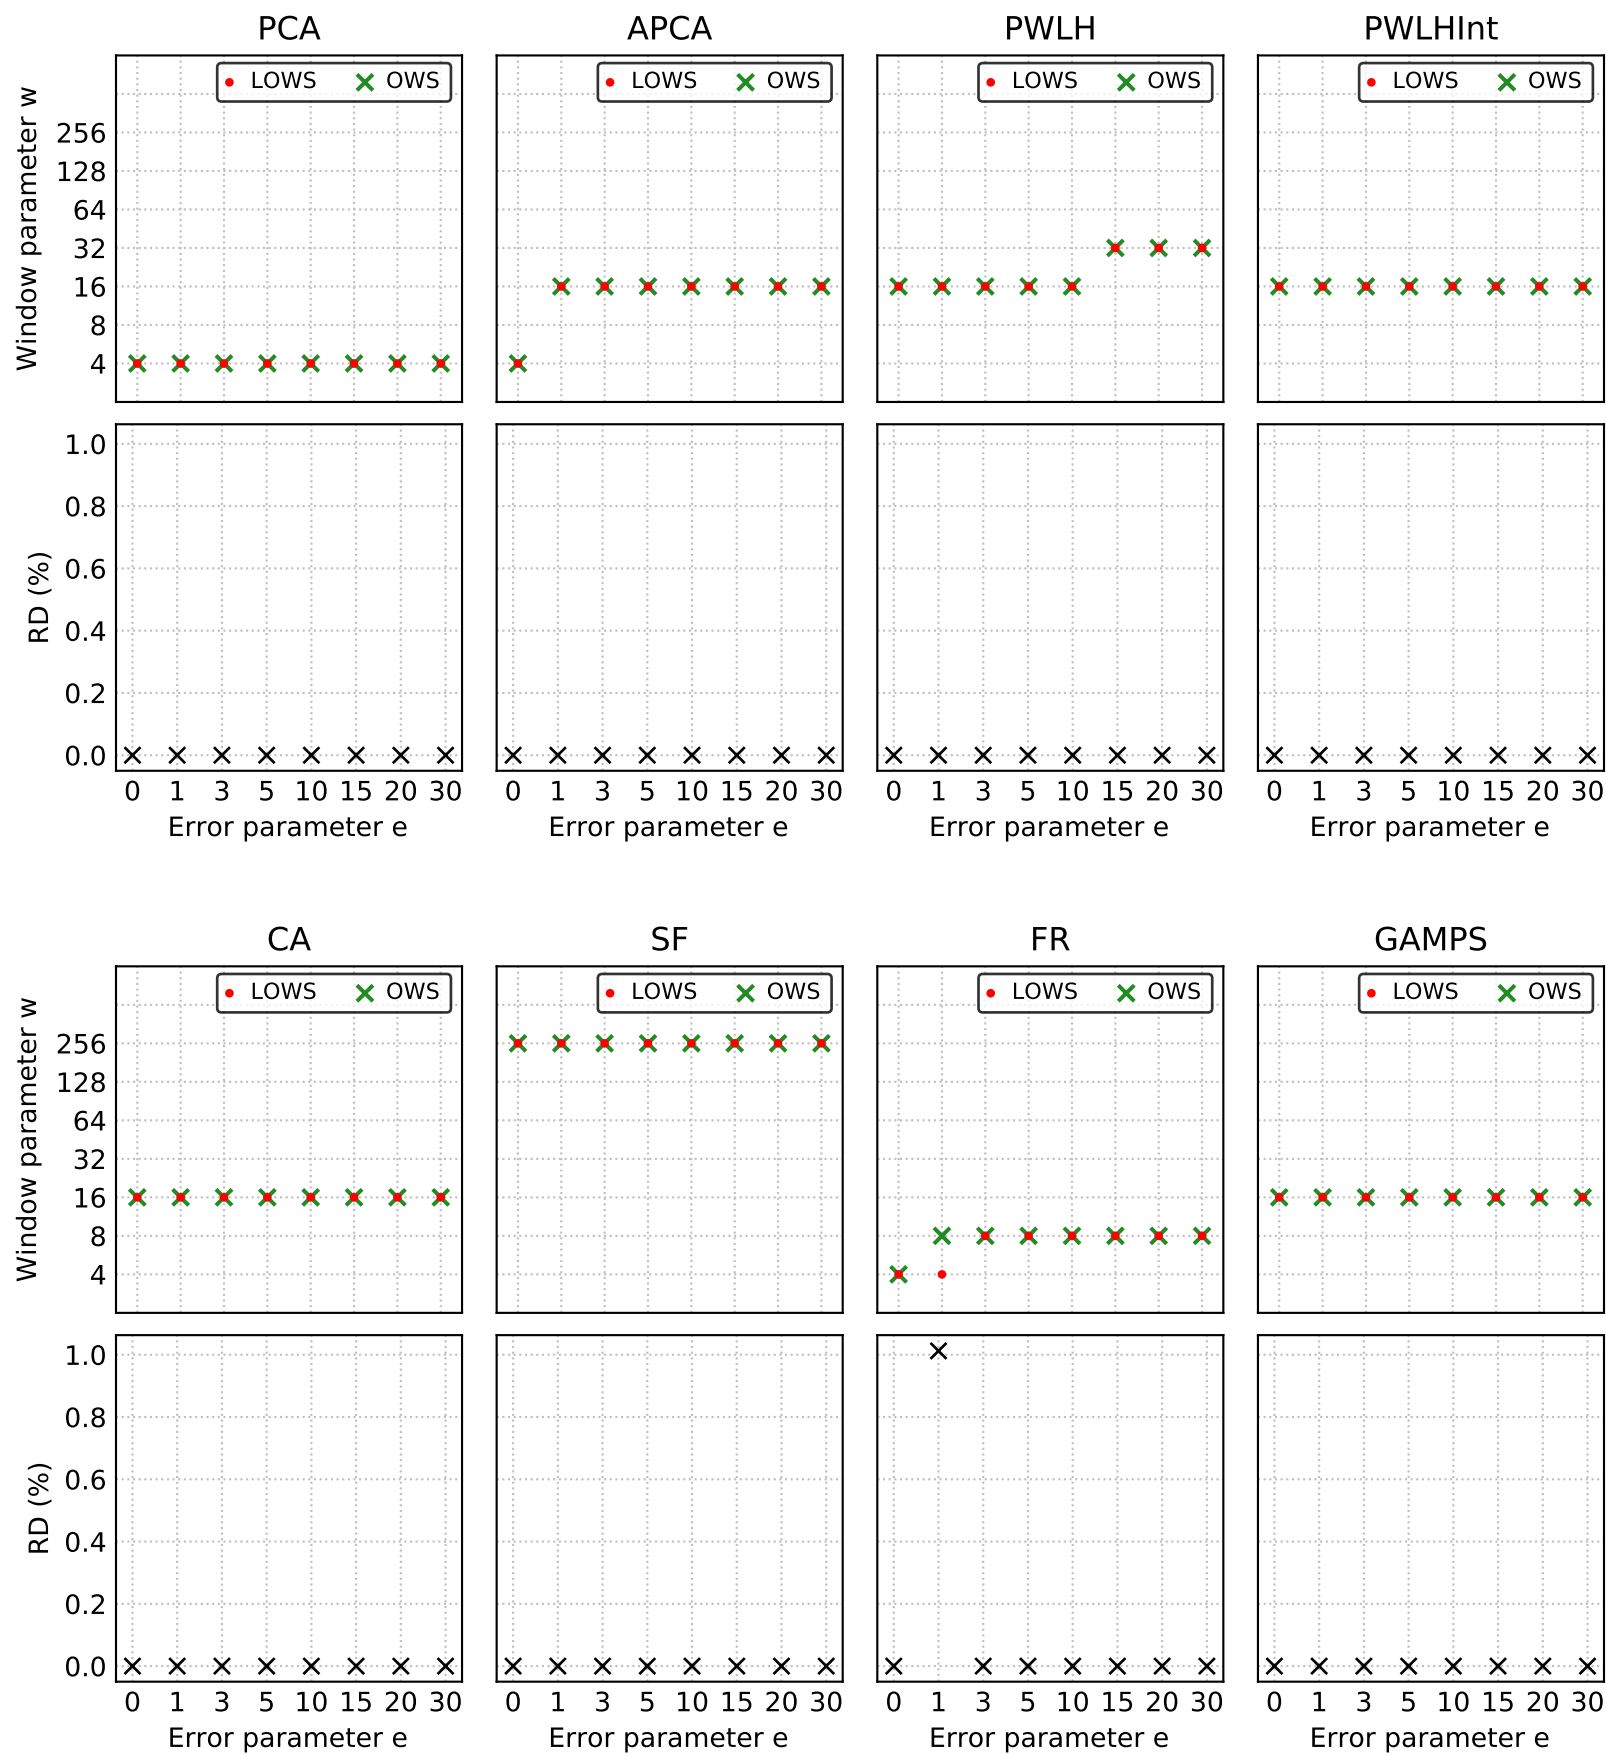 PCA APCA PWLH PWLHInt
LOWS OWS LOWS OWS LOWS OWS LOWS OWS
Window parameter w
256
128
64
32
16
8
4
1.0
0.8
0.6
0.4
0.2
0.0
RD (%)
0 1 3 5 10 15 20 30 0 1 3 5 10 15 20 30 0 1 3 5 10 15 20 30 0 1 3 5 10 15 20 30
Error parameter e Error parameter e Error parameter e Error parameter e
CA SF FR GAMPS
LOWS OWS LOWS OWS LOWS OWS LOWS OWS
Window parameter w
256
128
64
32
16
8
4
1.0
0.8
0.6
0.4
0.2
0.0
RD (%)
0 1 3 5 10 15 20 30 0 1 3 5 10 15 20 30 0 1 3 5 10 15 20 30 0 1 3 5 10 15 20 30
Error parameter e Error parameter e Error parameter e Error parameter e